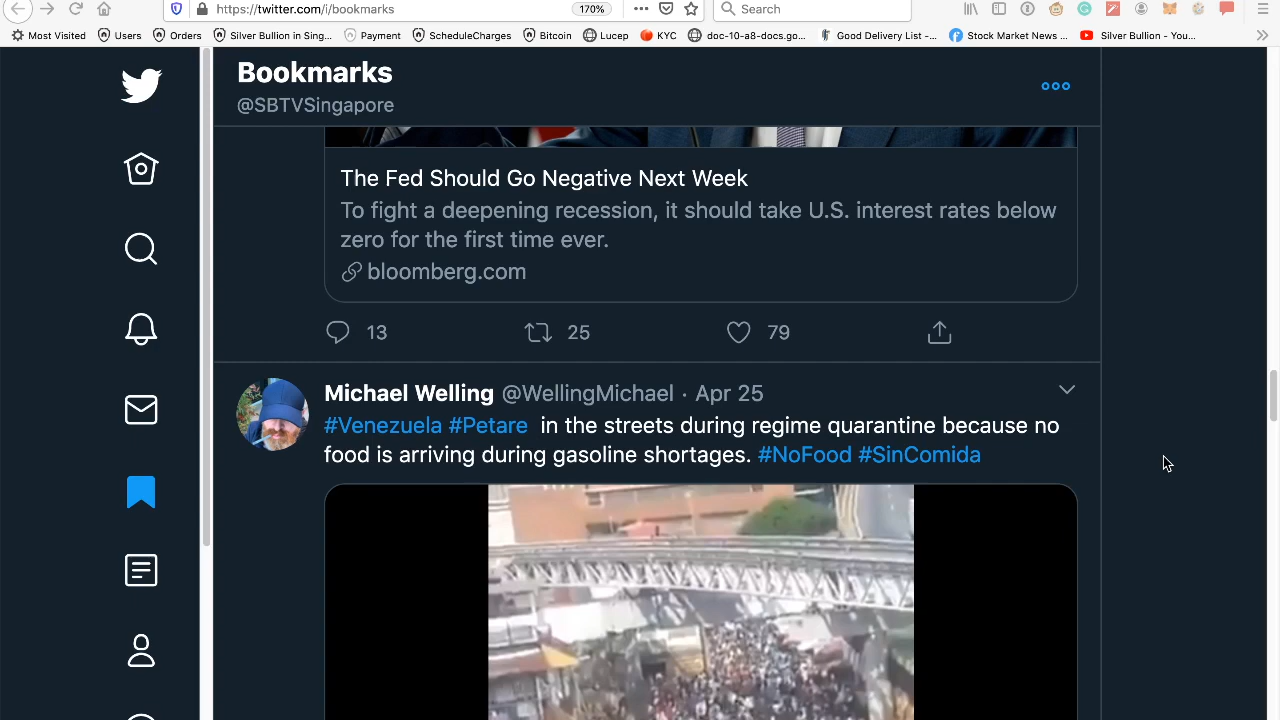 https://twitter.com/i/bookmarks
170%
Search
Most Visited
Users
Orders
Silver Bullion in Sing...
Payment
ScheduleCharges
Bitcoin
Lucep
KYC
doc-10-a8-docs.go...
Good Delivery List -...
Stock Market News ...
Silver Bullion - You...
Bookmarks
@SBTVSingapore
The Fed Should Go Negative Next Week
To fight a deepening recession, it should take U.S. interest rates below
zero for the first time ever.
bloomberg.com
13
25
79
Michael Welling @WellingMichael · Apr 25
#Venezuela #Petare in the streets during regime quarantine because no
food is arriving during gasoline shortages. #NoFood #SinComida